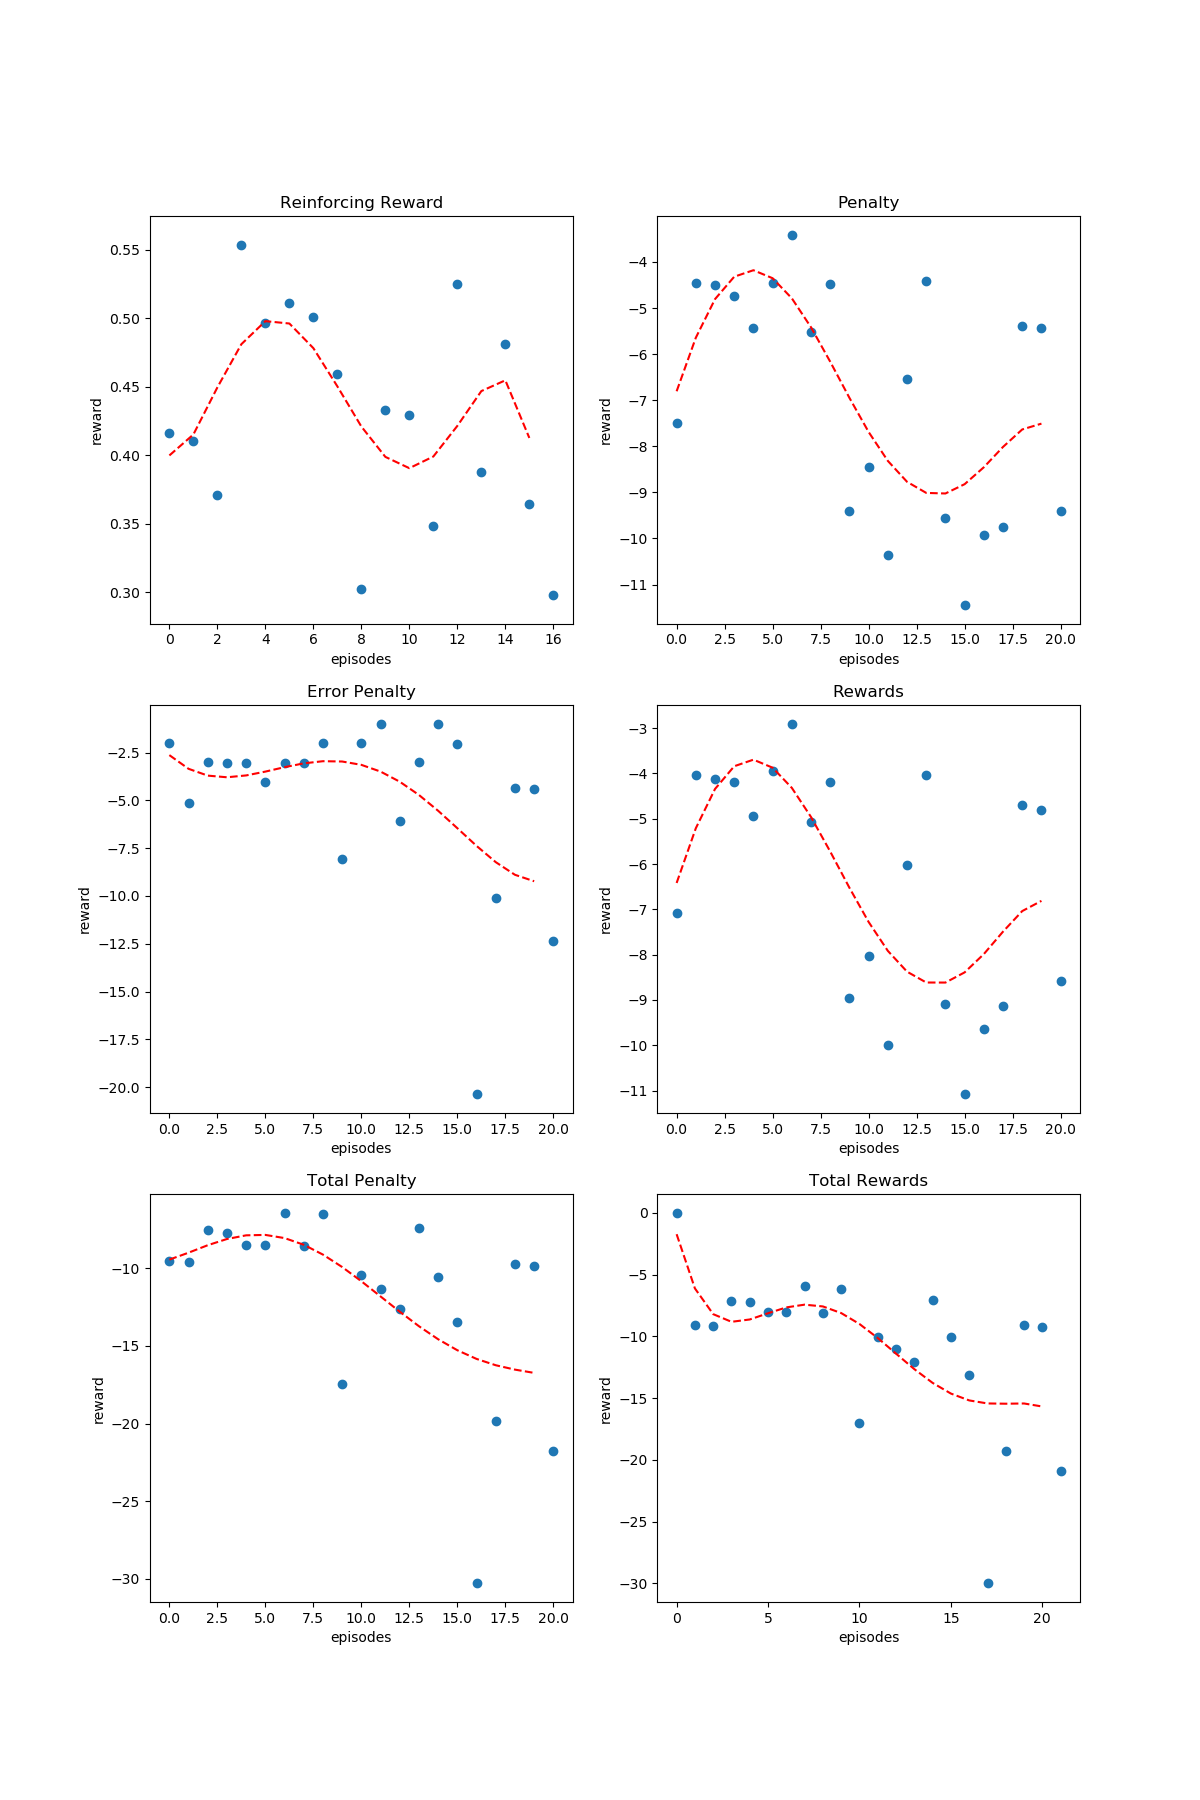 Reinforcing Reward
Penalty
0.55
0.50
0.45
0.40
0.35
0.30
reward
0 2 4 6 8 10 12 14 16
episodes
−4
−5
−6
−7
−8
−9
−10
−11
reward
0.0 2.5 5.0 7.5 10.0 12.5 15.0 17.5 20.0
episodes
Error Penalty
Rewards
−2.5
−5.0
−7.5
−10.0
−12.5
−15.0
−17.5
−20.0
reward
0.0 2.5 5.0 7.5 10.0 12.5 15.0 17.5 20.0
episodes
−3
−4
−5
−6
−7
−8
−9
−10
−11
reward
0.0 2.5 5.0 7.5 10.0 12.5 15.0 17.5 20.0
episodes
Total Penalty
Total Rewards
−10
−15
−20
−25
−30
reward
0.0 2.5 5.0 7.5 10.0 12.5 15.0 17.5 20.0
episodes
0
−5
−10
−15
−20
−25
−30
reward
0 5 10 15 20
episodes